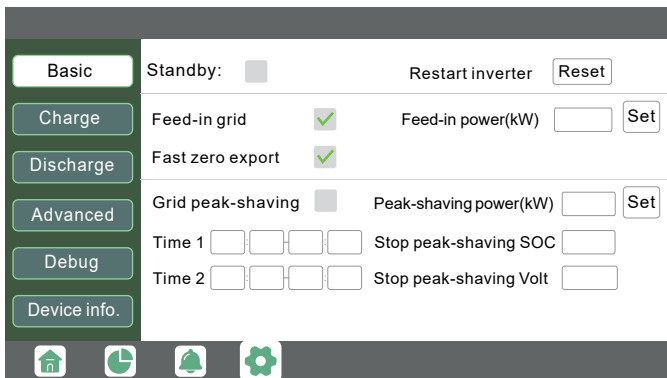 Basic
Charge
Discharge
Advanced
Debug
Device info.
Standby:
Restart inverter Reset
Feed-in grid
Feed-in power(kW) Set
Fast zero export
Grid peak-shaving
Peak-shaving power(kW) Set
Time 1 : - :
Stop peak-shaving SOC
Time 2 : - :
Stop peak-shaving Volt